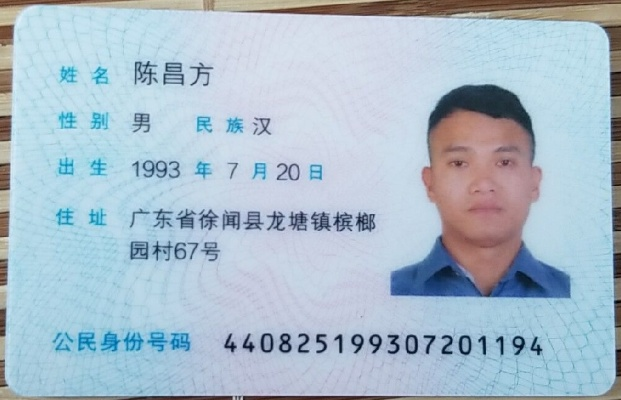 姓名 陈昌方
性别 男 民族 汉
出生 1993 年 7 月 20 日
住址 广东省徐闻县龙塘镇槟榔
园村67号
公民身份号码 440825199307201194